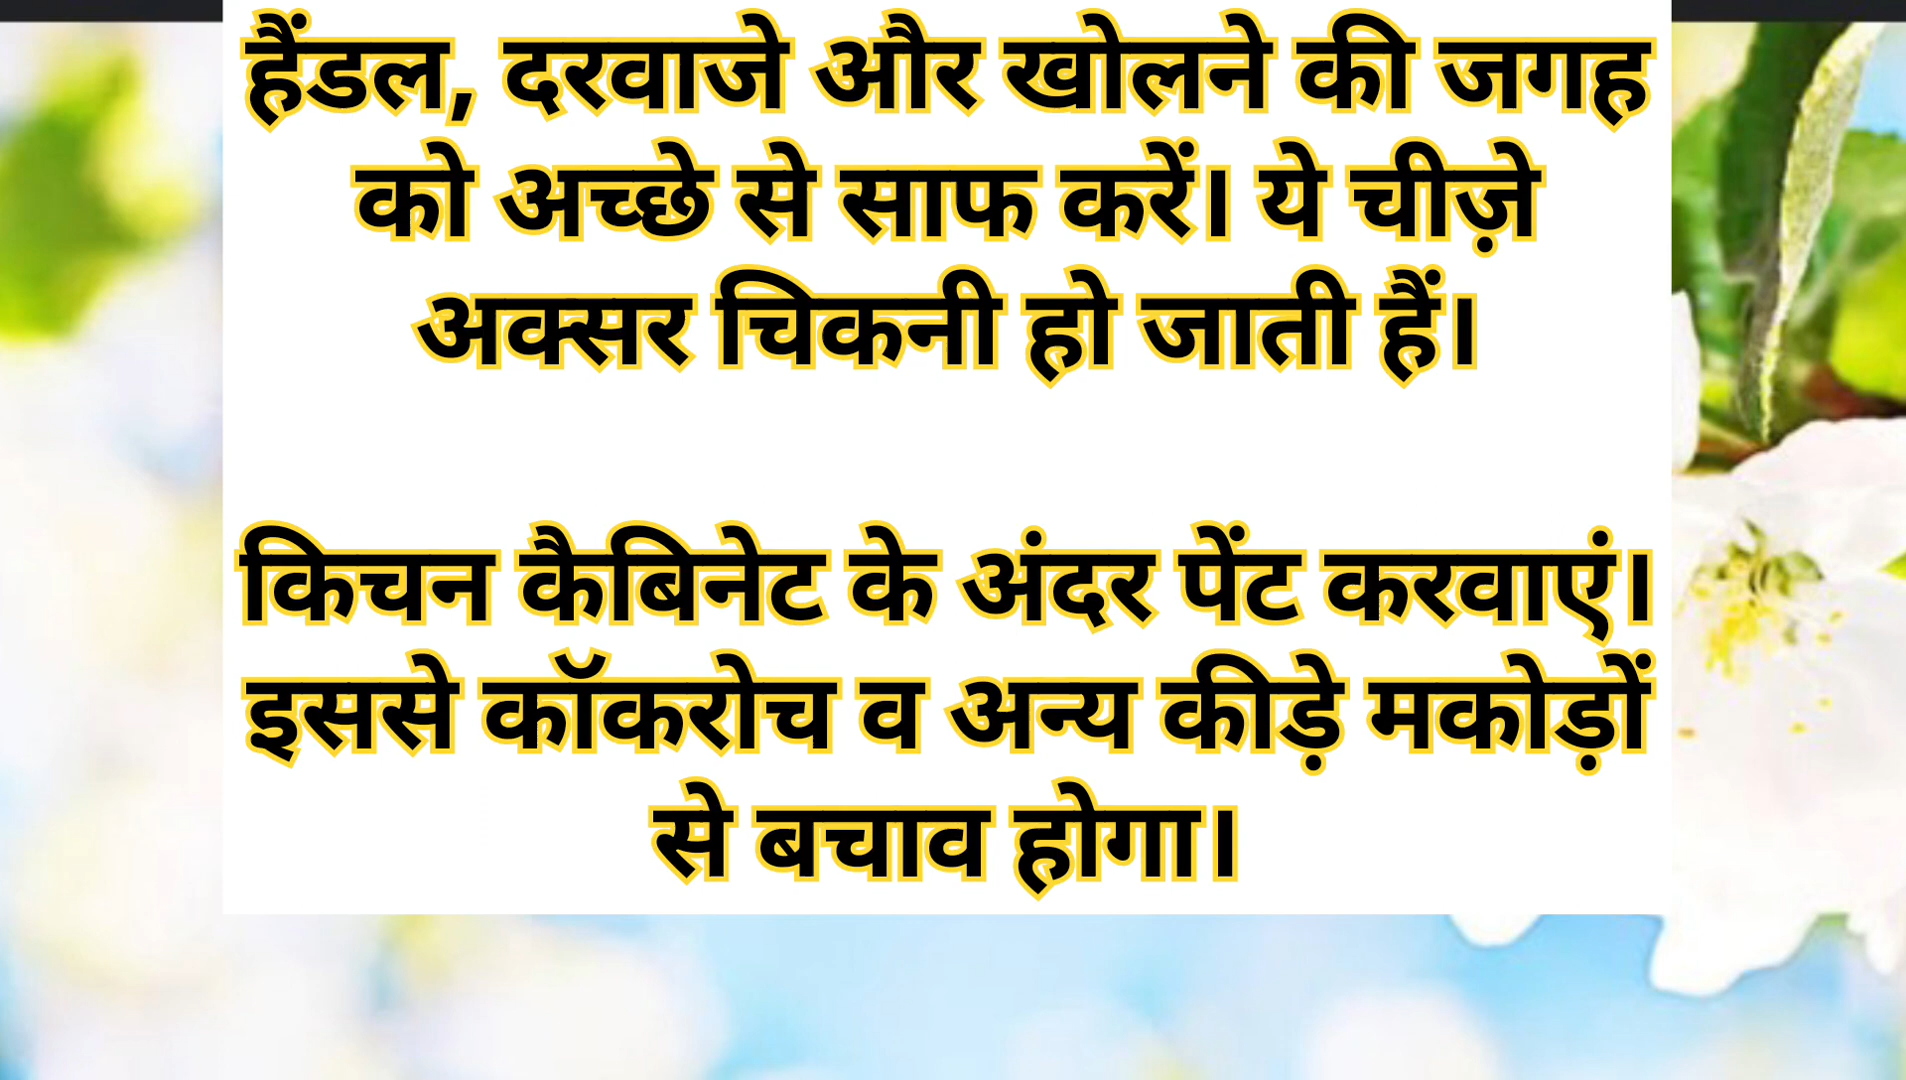 हैंडल, दरवाजे और खोलने की जगह
को अच्छे से साफ करें। ये चीज़े
अक्सर चिकनी हो जाती हैं।
किचन कैबिनेट के अंदर पेंट करवाएं।
इससे कॉकरोच व अन्य कीड़े मकोड़ों
से बचाव होगा।